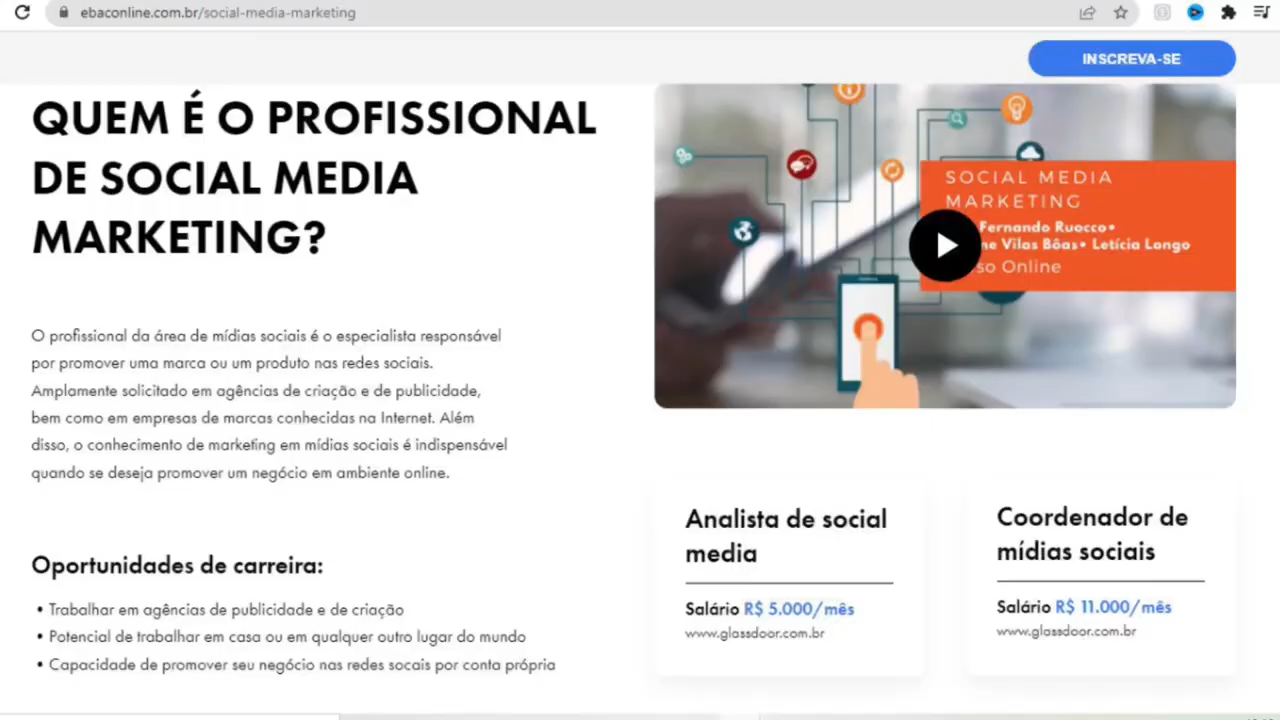 ebaconline.com.br/social-media-marketing
INSCREVA-SE
QUEM É O PROFISSIONAL
DE SOCIAL MEDIA
MARKETING?
O profissional da área de mídias sociais é o especialista responsável
por promover uma marca ou um produto nas redes sociais.
Amplamente solicitado em agências de criação e de publicidade,
bem como em empresas de marcas conhecidas na Internet. Além
disso, o conhecimento de marketing em mídias sociais é indispensável
quando se deseja promover um negócio em ambiente online.
Oportunidades de carreira:
• Trabalhar em agências de publicidade e de criação
• Potencial de trabalhar em casa ou em qualquer outro lugar do mundo
• Capacidade de promover seu negócio nas redes socais por conta própria
SOCIAL MEDIA
MARKETING
Fernando Ruocco•
Vilas Bôas• Letícia Longo
Online
Analista de social
media
Salário R$ 5.000/mês
www.glassdoor.com.br
Coordenador de
mídias sociais
Salário R$ 11.000/mês
www.glassdoor.com.br